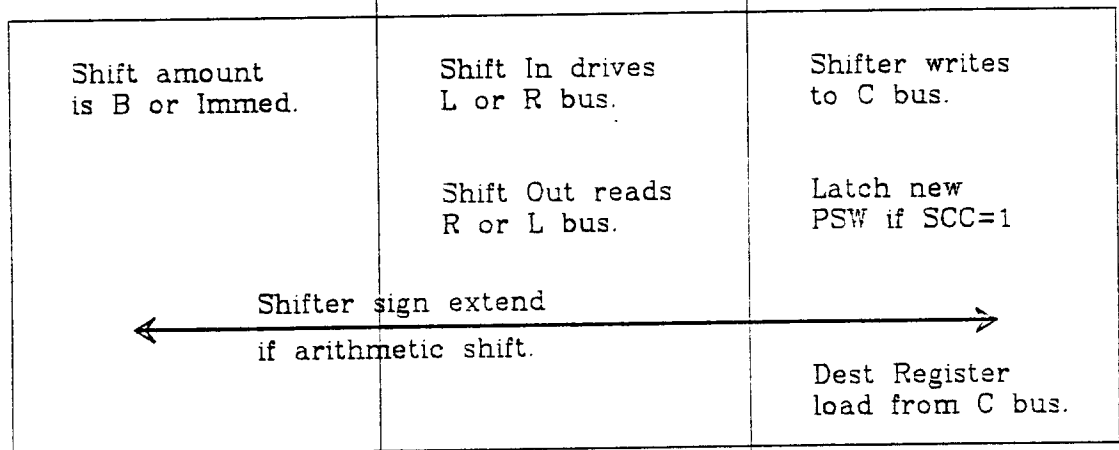 Shift amount
is B or Immed.
Shift In drives
L or R bus.
Shift Out reads
R or L bus.
Shifter writes
to C bus.
Latch new
PSW if SCC=1
Shifter sign extend
if arithmetic shift.
Dest Register
load from C bus.